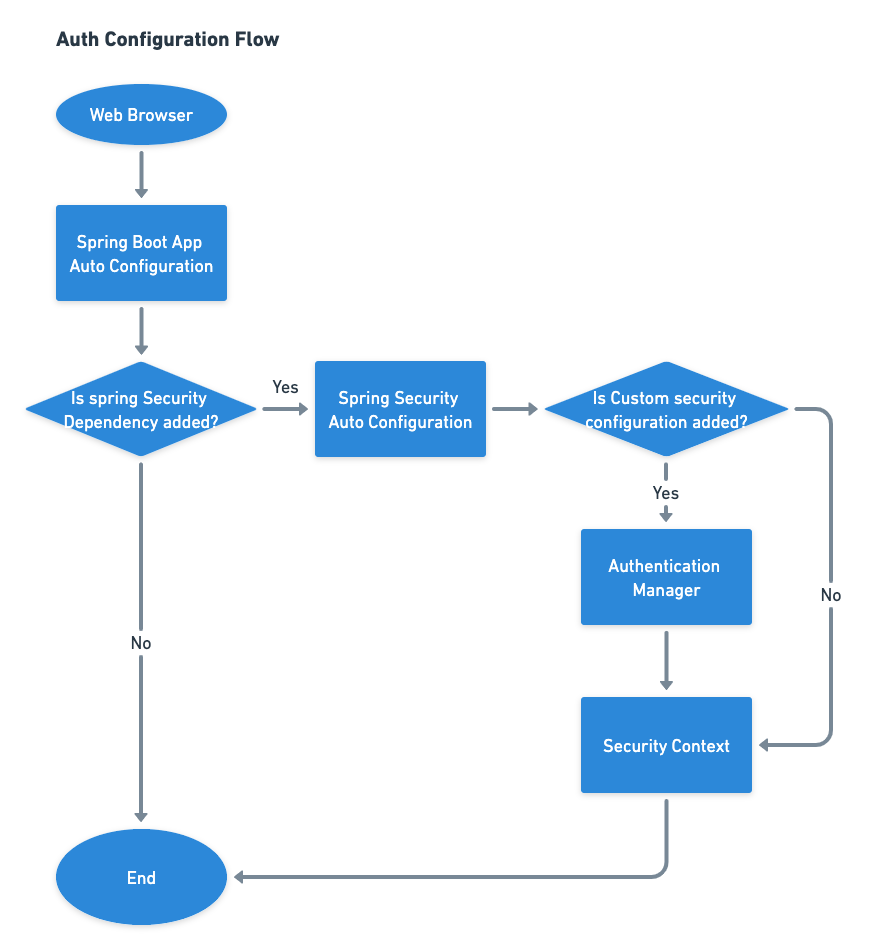 Auth Configuration Flow
Web Browser
Spring Boot App
Auto Configuration
Is spring Security
Dependency added?
Yes
Spring Security
Auto Configuration
Is Custom security
configuration added?
Yes
Authentication
Manager
No
No
Security Context
End